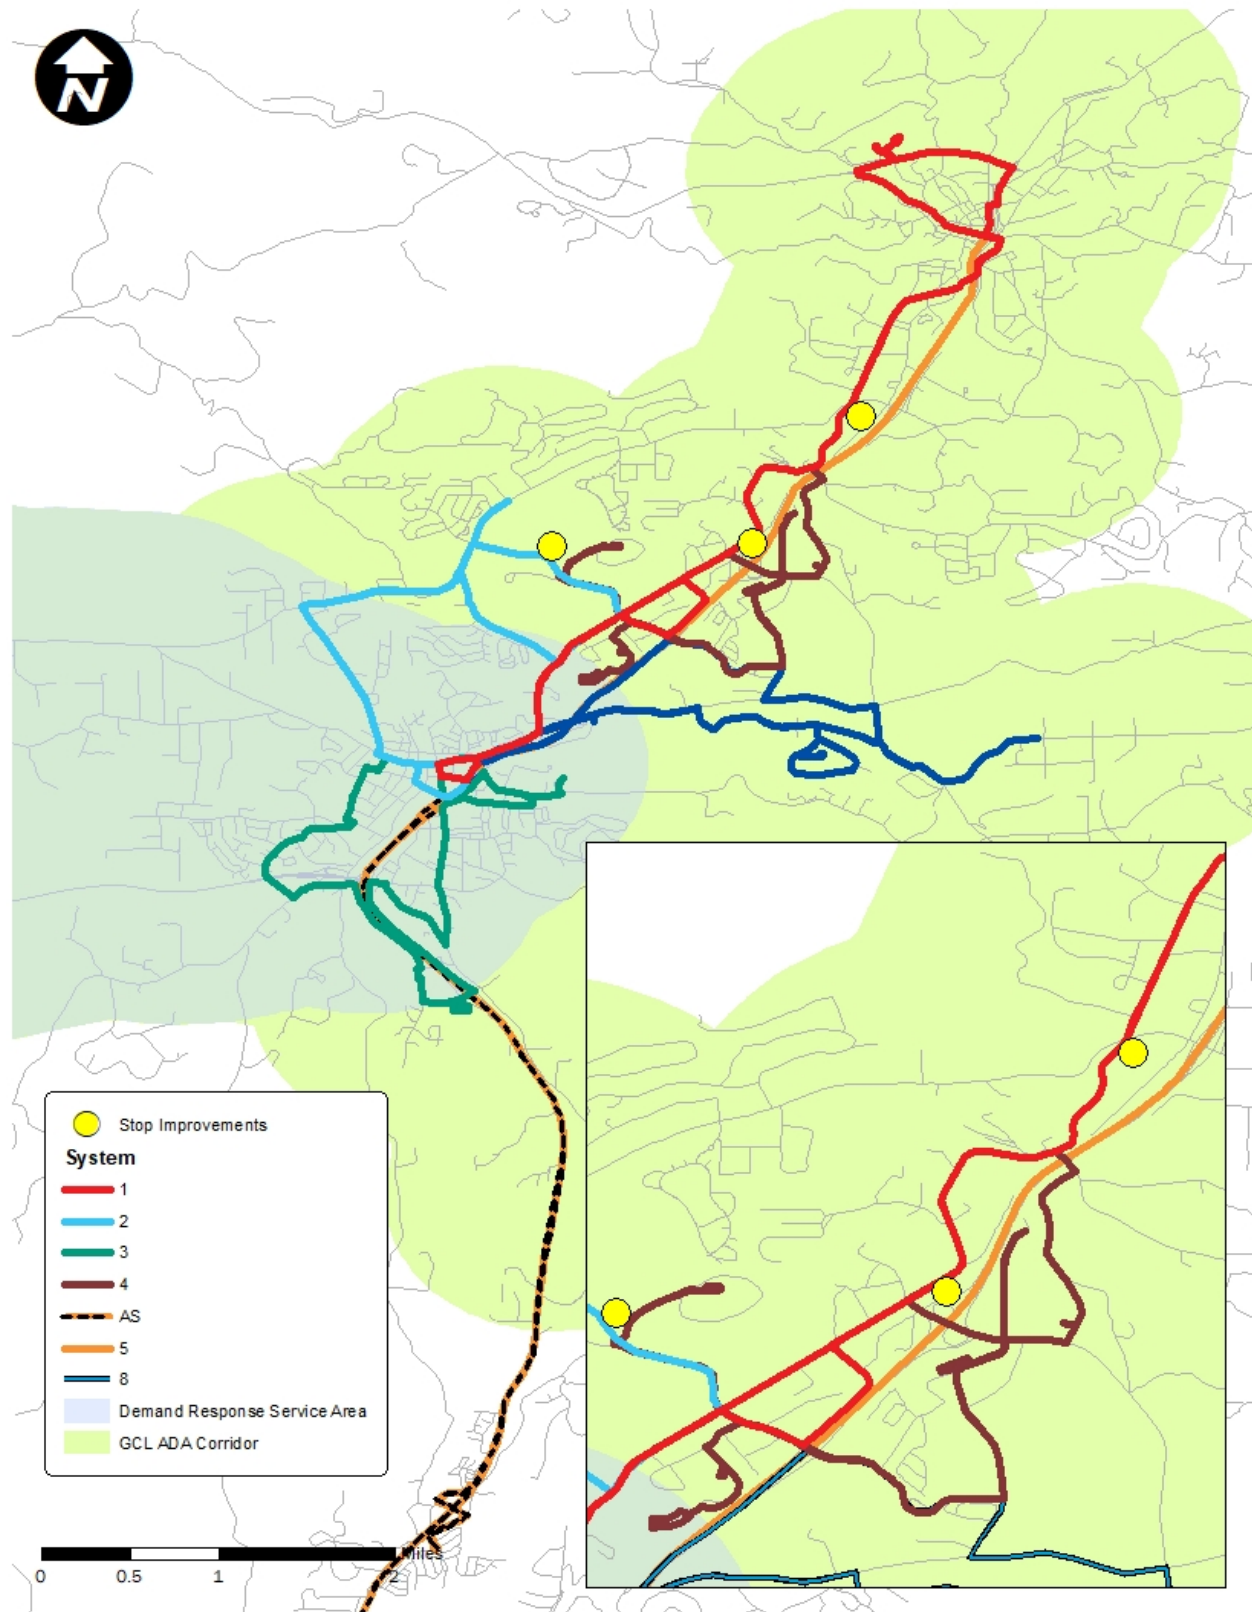 N
Stop Improvements
System
1
2
3
4
AS
5
8
Demand Response Service Area
GCL ADA Corridor
Miles
0 0.5 1 2